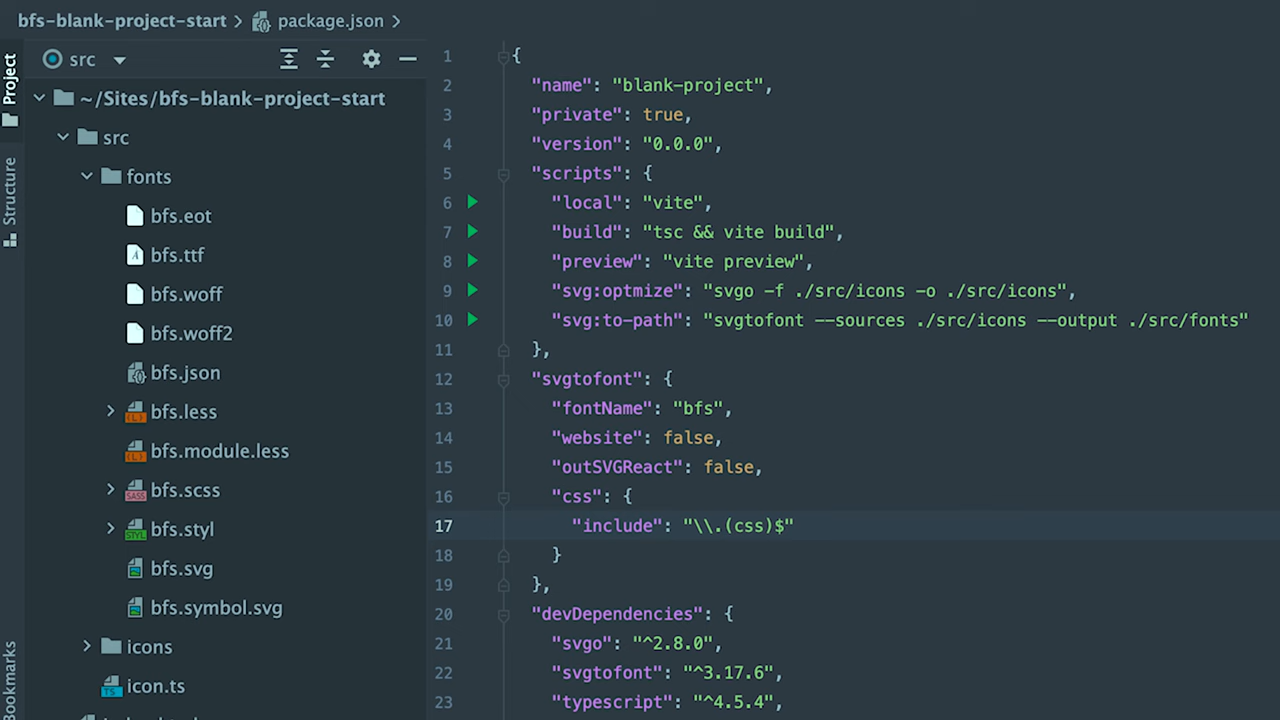 bfs-blank-project-start > package.json >
Project
Structure
Bookmarks
src
~/Sites/bfs-blank-project-start
src
fonts
bfs.eot
bfs.ttf
bfs.woff
bfs.woff2
bfs.json
bfs.less
bfs.module.less
bfs.scss
bfs.styl
bfs.svg
bfs.symbol.svg
icons
icon.ts
1 {
2 "name": "blank-project",
3 "private": true,
4 "version": "0.0.0",
5 "scripts": {
6 "local": "vite",
7 "build": "tsc && vite build",
8 "preview": "vite preview",
9 "svg:optmize": "svgo -f ./src/icons -o ./src/icons",
10 "svg:to-path": "svgtofont --sources ./src/icons --output ./src/fonts"
11 },
12 "svgtofont": {
13 "fontName": "bfs",
14 "website": false,
15 "outSVGReact": false,
16 "css": {
17 "include": "\\.(css)$"
18 }
19 },
20 "devDependencies": {
21 "svgo": "^2.8.0",
22 "svgtofont": "^3.17.6",
23 "typescript": "^4.5.4",